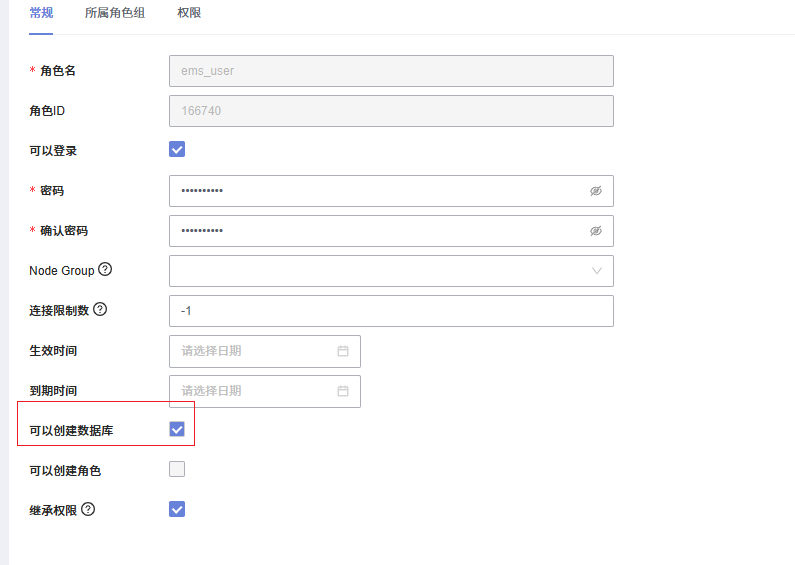 常规 所属角色组 权限
* 角色名 ems_user
角色ID 166740
可以登录
* 密码 ••••••••••
* 确认密码 ••••••••••
Node Group ?
连接限制数 ? -1
生效时间 请选择日期
到期时间 请选择日期
可以创建数据库
可以创建角色
继承权限 ?